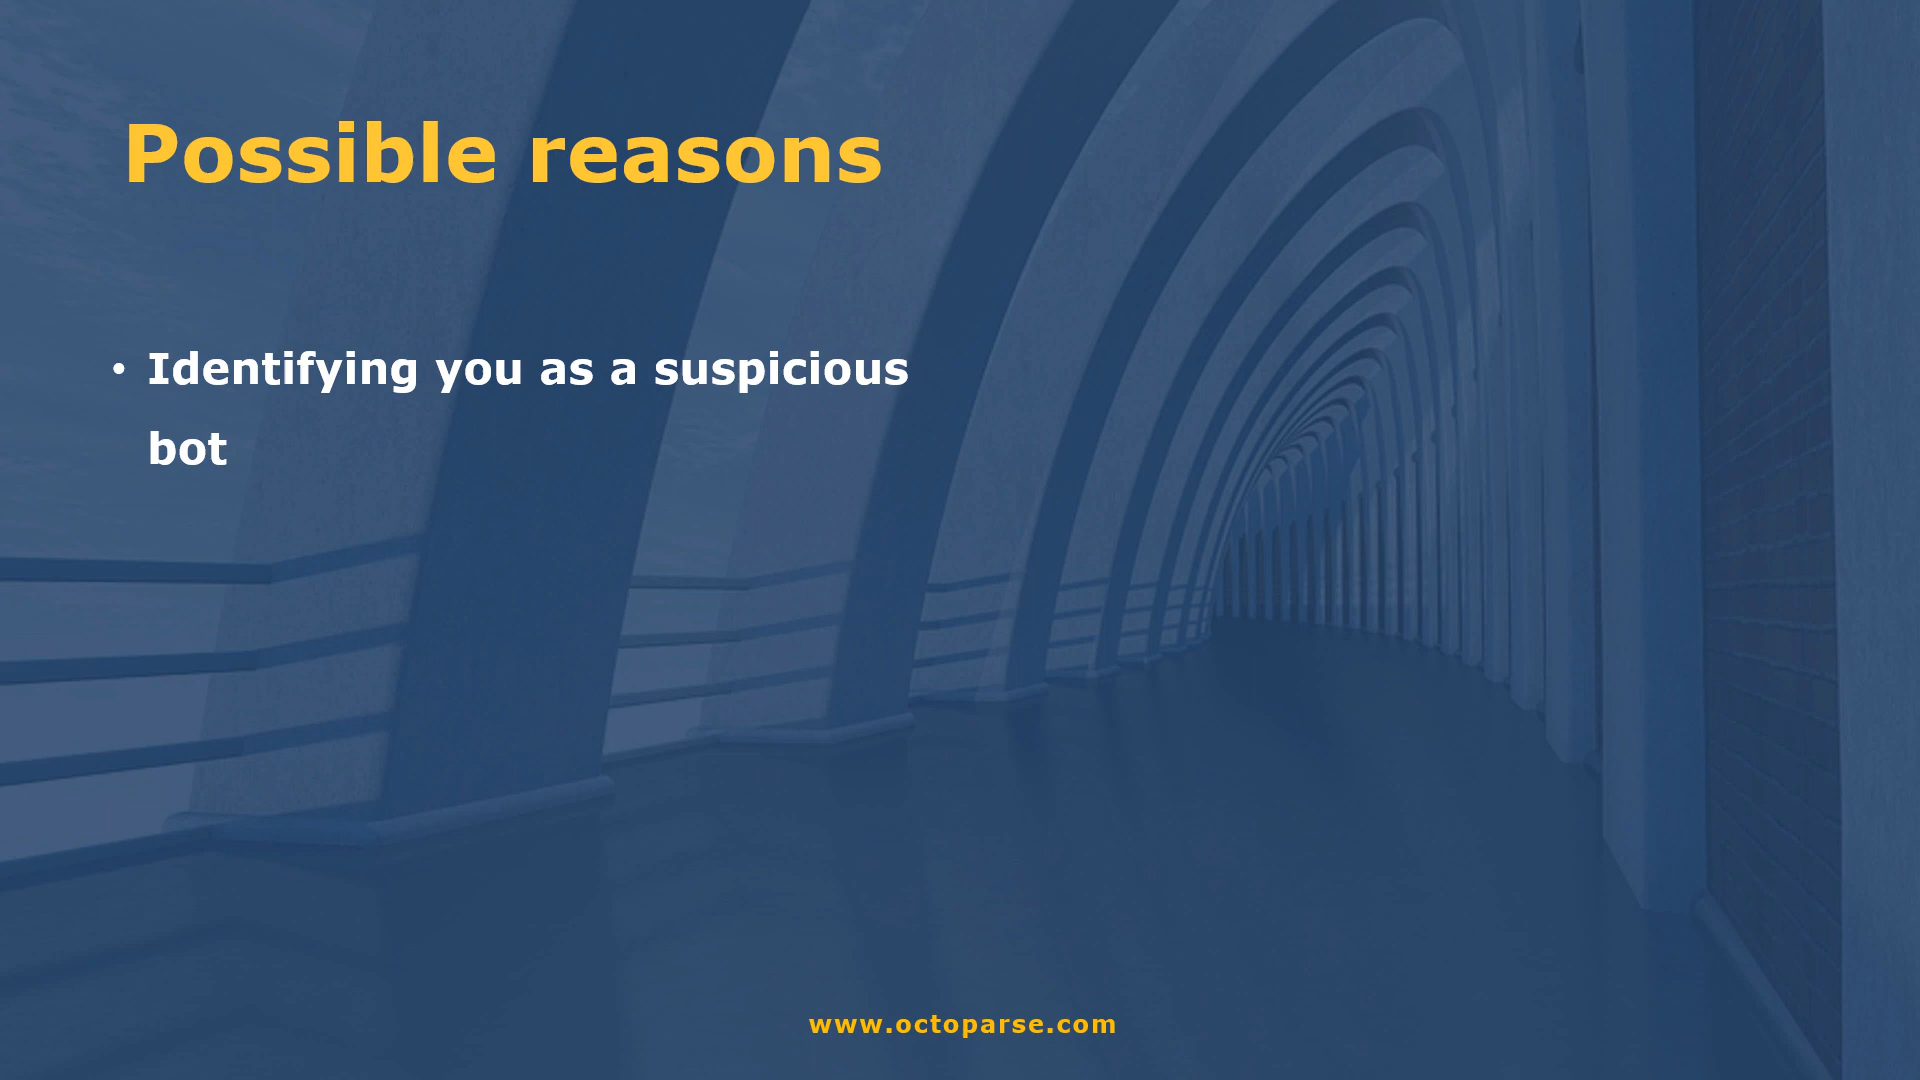 Possible reasons
• Identifying you as a suspicious
bot
www.octoparse.com